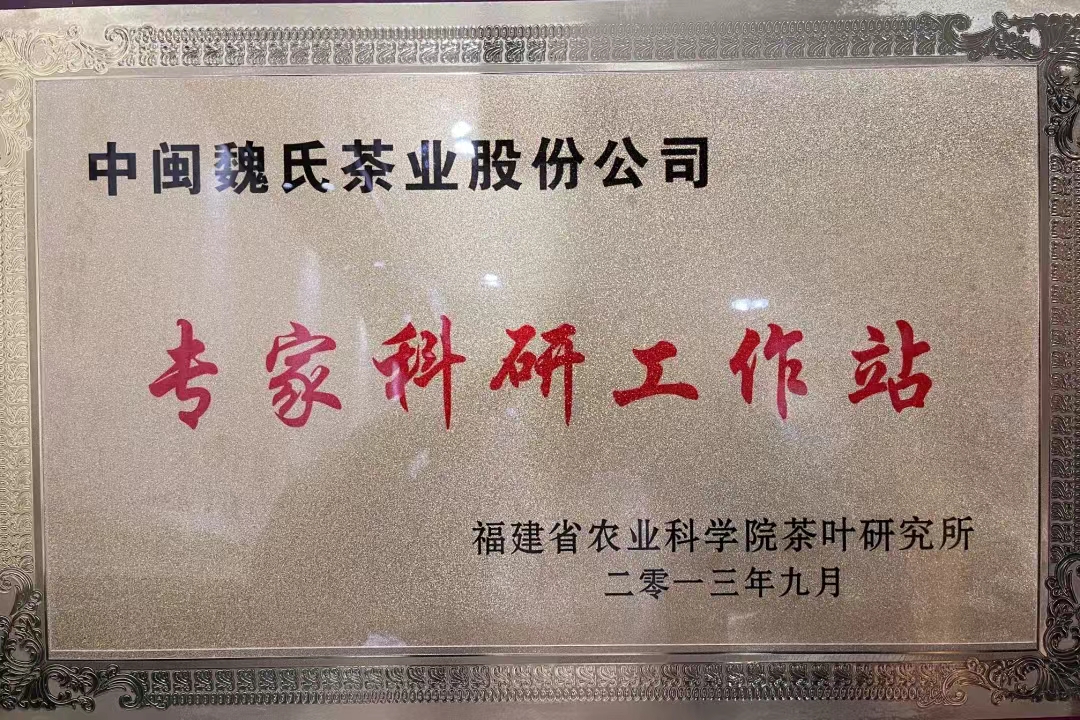 中闽魏氏茶业股份公司
专家科研工作站
福建省农业科学院茶叶研究所
二零一三年九月